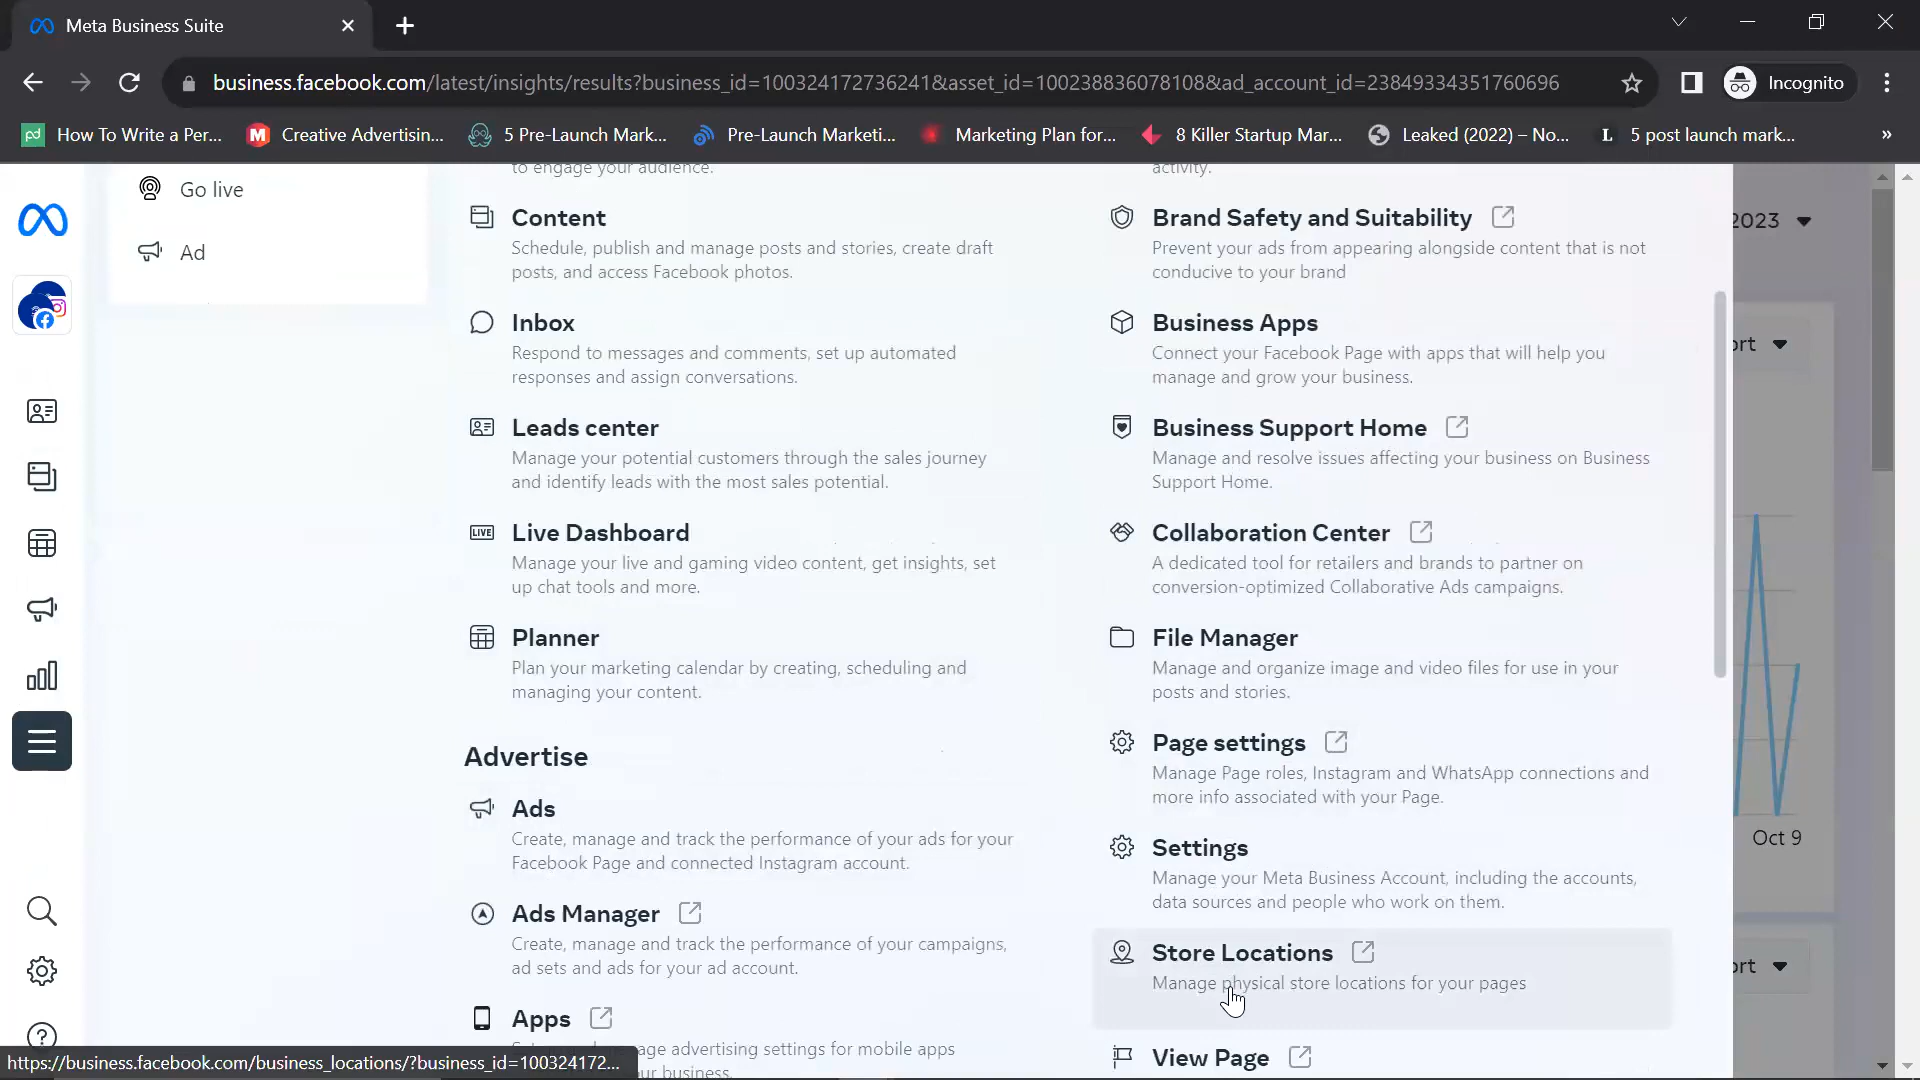 Meta Business Suite
business.facebook.com/latest/insights/results?business_id=100324172736241&asset_id=100238836078108&ad_account_id=23849334351760696
Incognito
How To Write a Per...
Creative Advertisin...
5 Pre-Launch Mark...
Pre-Launch Marketi...
Marketing Plan for...
8 Killer Startup Mar...
Leaked (2022) – No...
5 post launch mark...
»
Go live
Ad
to engage your audience.
Content
Schedule, publish and manage posts and stories, create draft
posts, and access Facebook photos.
Inbox
Respond to messages and comments, set up automated
responses and assign conversations.
Leads center
Manage your potential customers through the sales journey
and identify leads with the most sales potential.
LIVE
Live Dashboard
Manage your live and gaming video content, get insights, set
up chat tools and more.
Planner
Plan your marketing calendar by creating, scheduling and
managing your content.
Advertise
Ads
Create, manage and track the performance of your ads for your
Facebook Page and connected Instagram account.
Ads Manager
Create, manage and track the performance of your campaigns,
ad sets and ads for your ad account.
Apps
age advertising settings for mobile apps
ur business.
activity.
Brand Safety and Suitability
Prevent your ads from appearing alongside content that is not
conducive to your brand
Business Apps
Connect your Facebook Page with apps that will help you
manage and grow your business.
Business Support Home
Manage and resolve issues affecting your business on Business
Support Home.
Collaboration Center
A dedicated tool for retailers and brands to partner on
conversion-optimized Collaborative Ads campaigns.
File Manager
Manage and organize image and video files for use in your
posts and stories.
Page settings
Manage Page roles, Instagram and WhatsApp connections and
more info associated with your Page.
Settings
Manage your Meta Business Account, including the accounts,
data sources and people who work on them.
Store Locations
Manage physical store locations for your pages
View Page
2023
ort
Oct 9
ort
https://business.facebook.com/business_locations/?business_id=100324172...